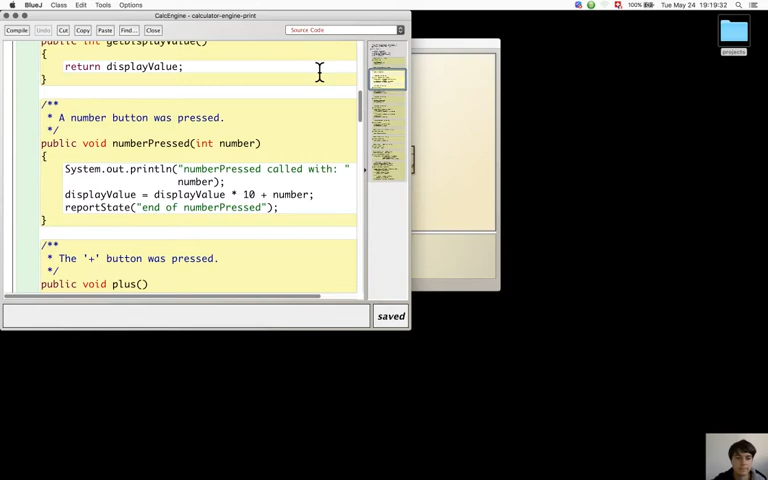 BlueJ Class Edit Tools Options
100%
Tue May 24 19:19:32
CalcEngine - calculator-engine-print
Compile Undo Cut Copy Paste Find... Close
Source Code
public int getDisplayValue()
{
return displayValue;
}
/**
* A number button was pressed.
*/
public void numberPressed(int number)
{
System.out.println("numberPressed called with: "
number);
displayValue = displayValue * 10 + number;
reportState("end of numberPressed");
}
/**
* The '+' button was pressed.
*/
public void plus()
saved
projects